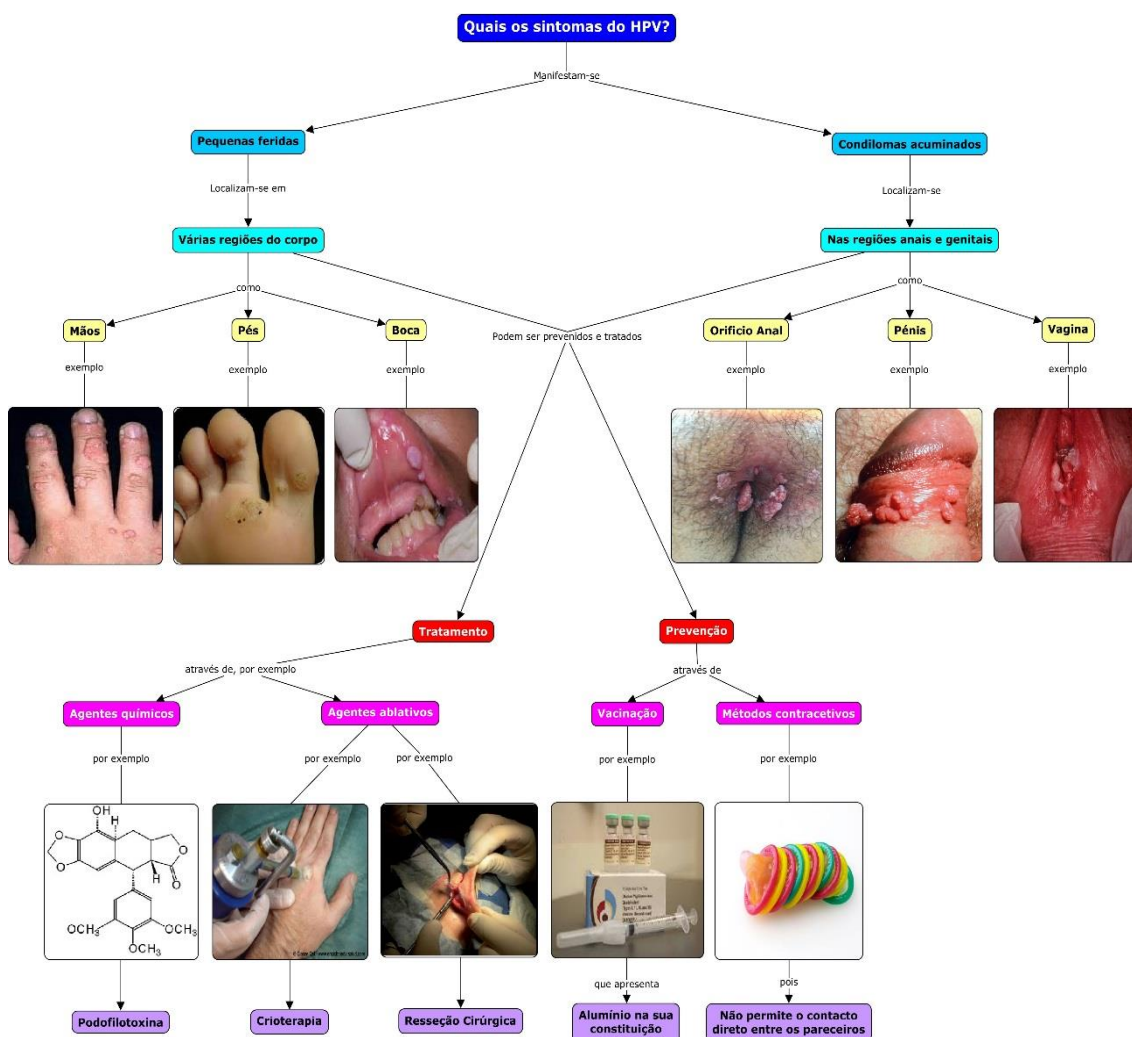 Quais os sintomas do HPV?
Manifestam-se
Pequenas feridas
Condilomas acuminados
Localizam-se em
Localizam-se
Várias regiões do corpo
Nas regiões anais e genitais
como
como
Mãos
Pés
Boca
Podem ser prevenidos e tratados
Orificio Anal
Pénis
Vagina
exemplo
exemplo
exemplo
exemplo
exemplo
exemplo
Tratamento
Prevenção
através de, por exemplo
através de
Agentes químicos
Agentes ablativos
Vacinação
Métodos contracetivos
por exemplo
por exemplo
por exemplo
por exemplo
por exemplo
OH
H
O
O
O
O
H
OCH3
OCH3
OCH3
que apresenta
pois
Podofilotoxina
Crioterapia
Resseção Cirúrgica
Alumínio na sua
constituição
Não permite o contacto
direto entre os pareceiros